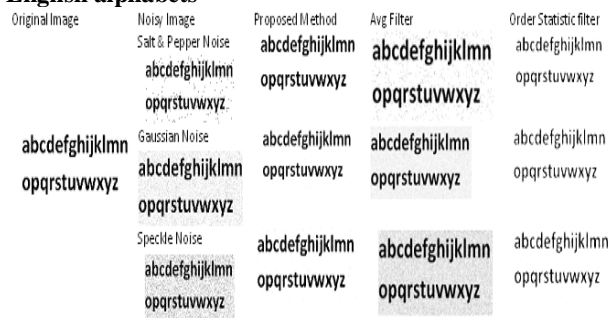 English alphabets
Original Image Noisy Image Proposed Method Avg Filter Order Statistic filter
Salt & Pepper Noise
abcdefghijklmn abcdefghijklmn abcdefghijklmn abcdefghijklmn
opqrstuvwxyz opqrstuvwxyz opqrstuvwxyz opqrstuvwxyz
Gaussian Noise
abcdefghijklmn abcdefghijklmn abcdefghijklmn abcdefghijklmn abcdefghijklmn
opqrstuvwxyz opqrstuvwxyz opqrstuvwxyz opqrstuvwxyz opqrstuvwxyz
Speckle Noise
abcdefghijklmn abcdefghijklmn abcdefghijklmn abcdefghijklmn
opqrstuvwxyz opqrstuvwxyz opqrstuvwxyz opqrstuvwxyz